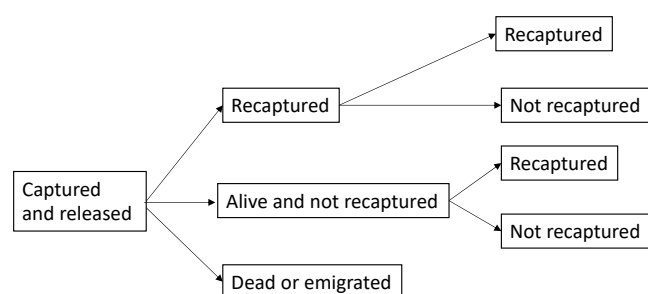 Recaptured
Recaptured
Not recaptured
Recaptured
Captured
and released
Alive and not recaptured
Not recaptured
Dead or emigrated